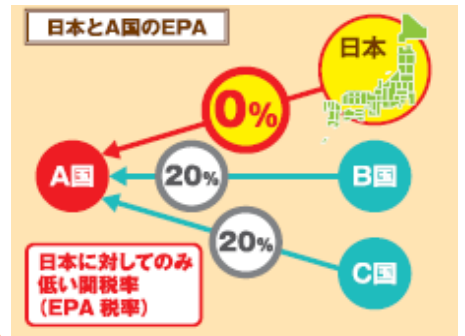 日本とA国のEPA
日本
0%
A国
20%
B国
20%
C国
日本に対してのみ
低い関税率
（EPA 税率）